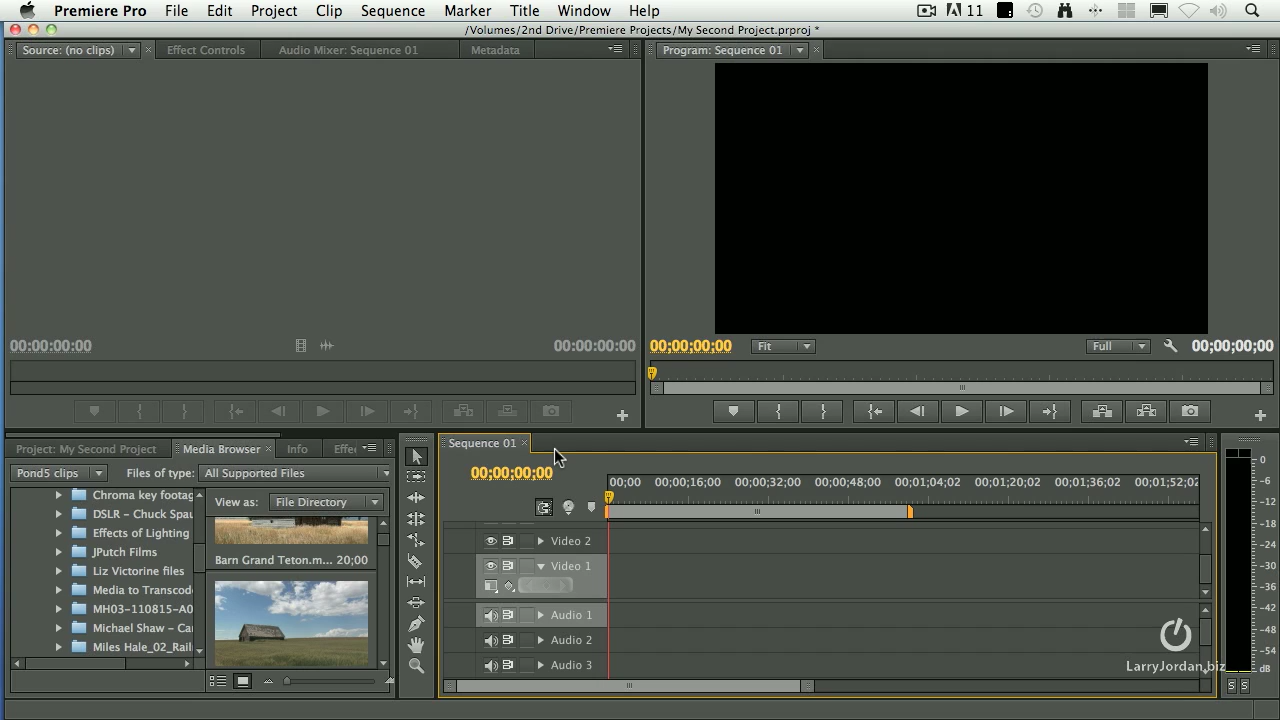 Premiere Pro File Edit Project Clip Sequence Marker Title Window Help 11
/Volumes/2nd Drive/Premiere Projects/My Second Project.prproj *
Source: (no clips) Effect Controls Audio Mixer: Sequence 01 Metadata Program: Sequence 01
00:00:00:00 00:00:00:00 00;00;00;00 Fit Full 00;00;00;00
Project: My Second Project Media Browser Info Effe
Sequence 01
Pond5 clips Files of type: All Supported Files
00;00;00;00
View as: File Directory
00;00 00;00;16;00 00;00;32;00 00;00;48;00 00;01;04;02 00;01;20;02 00;01;36;02 00;01;52;02
Chroma key footag
DSLR - Chuck Spau
Effects of Lighting
JPutch Films
Liz Victorine files
Media to Transcod
MH03-110815-A0
Michael Shaw - Ca
Miles Hale_02_Rail
Barn Grand Teton.m... 20;00
Video 2
Video 1
Audio 1
Audio 2
Audio 3
0
-6
-12
-18
-24
-30
-36
-42
-48
-54
dB
S S
LarryJordan.biz